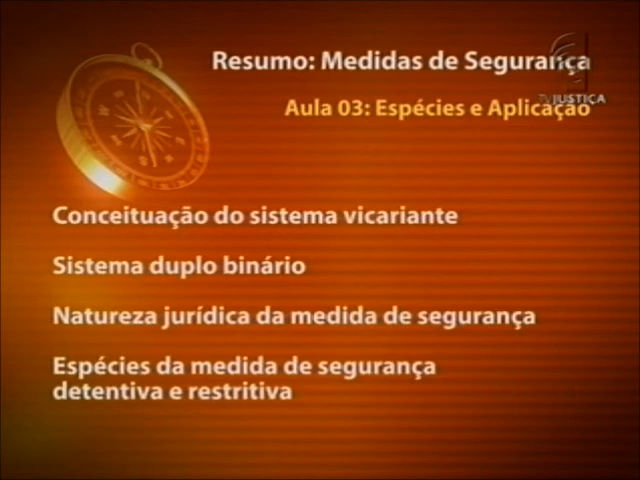 Resumo: Medidas de Segurança
Aula 03: Espécies e Aplicação
TV JUSTIÇA
Conceituação do sistema vicariante
Sistema duplo binário
Natureza jurídica da medida de segurança
Espécies da medida de segurança
detentiva e restritiva